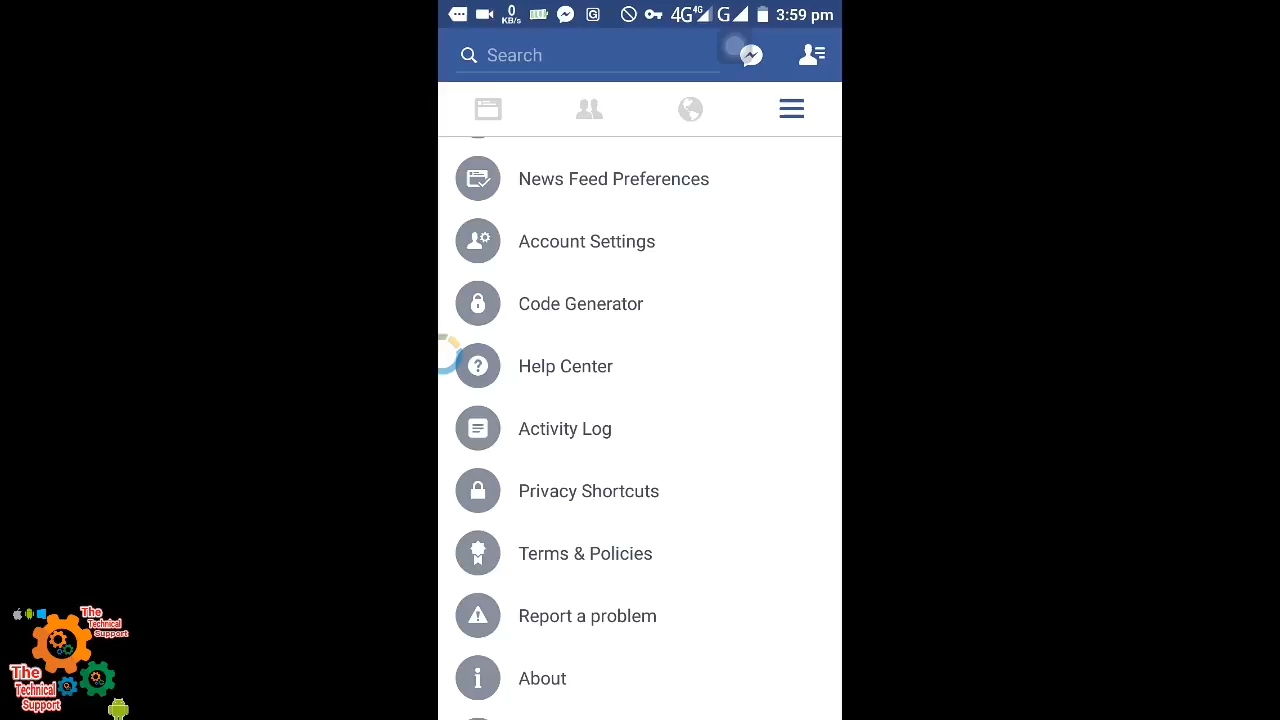 0
KB/s
4G 4G G 3:59 pm
Search
News Feed Preferences
Account Settings
Code Generator
Help Center
Activity Log
Privacy Shortcuts
Terms & Policies
Report a problem
About
The
Technical
Support
The
Technical
Support